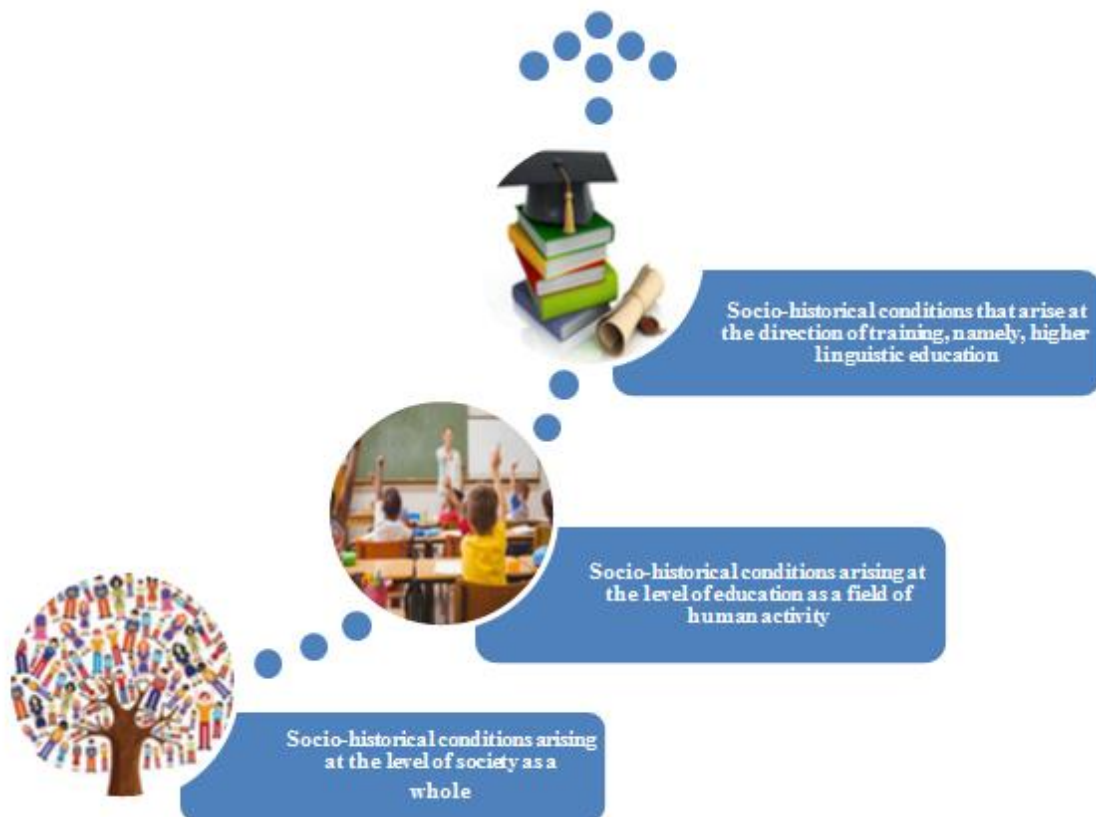 Socio-historical conditions that arise at
the direction of training, namely, higher
linguistic education
Socio-historical conditions arising at
the level of education as a field of
human activity
Socio-historical conditions arising
at the level of society as a
whole